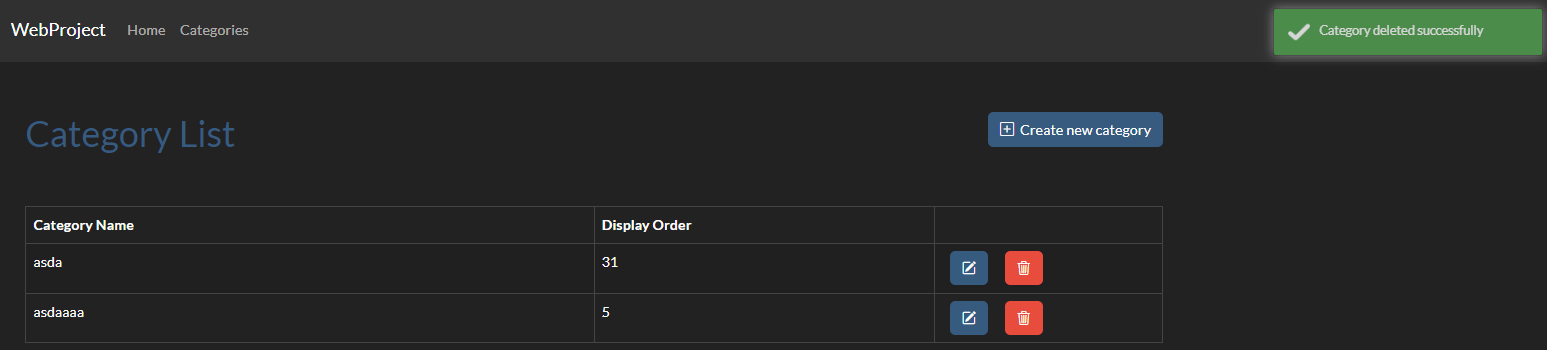 WebProject Home Categories
Category deleted successfully
Category List
Create new category
Category Name Display Order
asda 31
asdaaaa 5